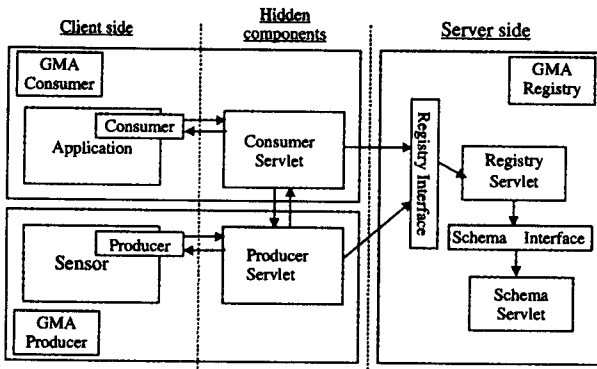 Client side
Hidden
components
Server side
GMA
Consumer
Consumer
Application
Consumer
Servlet
Registry Interface
GMA
Registry
Registry
Servlet
Schema Interface
Schema
Servlet
Producer
Sensor
Producer
Servlet
GMA
Producer